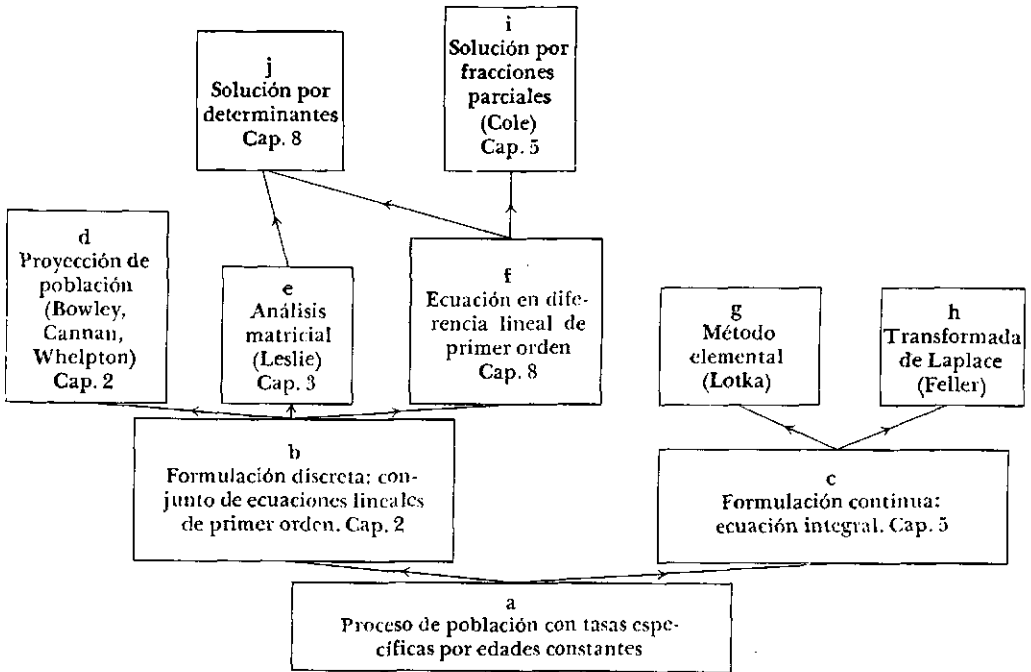 i
Solución por
fracciones
parciales
(Cole)
Cap. 5
j
Solución por
determinantes
Cap. 8
d
Proyección de
población
(Bowley,
Cannan,
Whelpton)
Cap. 2
e
Análisis
matricial
(Leslie)
Cap. 3
f
Ecuación en dife-
rencia lineal de
primer orden
Cap. 8
g
Método
elemental
(Lotka)
h
Transformada
de Laplace
(Feller)
b
Formulación discreta: con-
junto de ecuaciones lineales
de primer orden. Cap. 2
c
Formulación continua:
ecuación integral. Cap. 5
a
Proceso de población con tasas espe-
cíficas por edades constantes